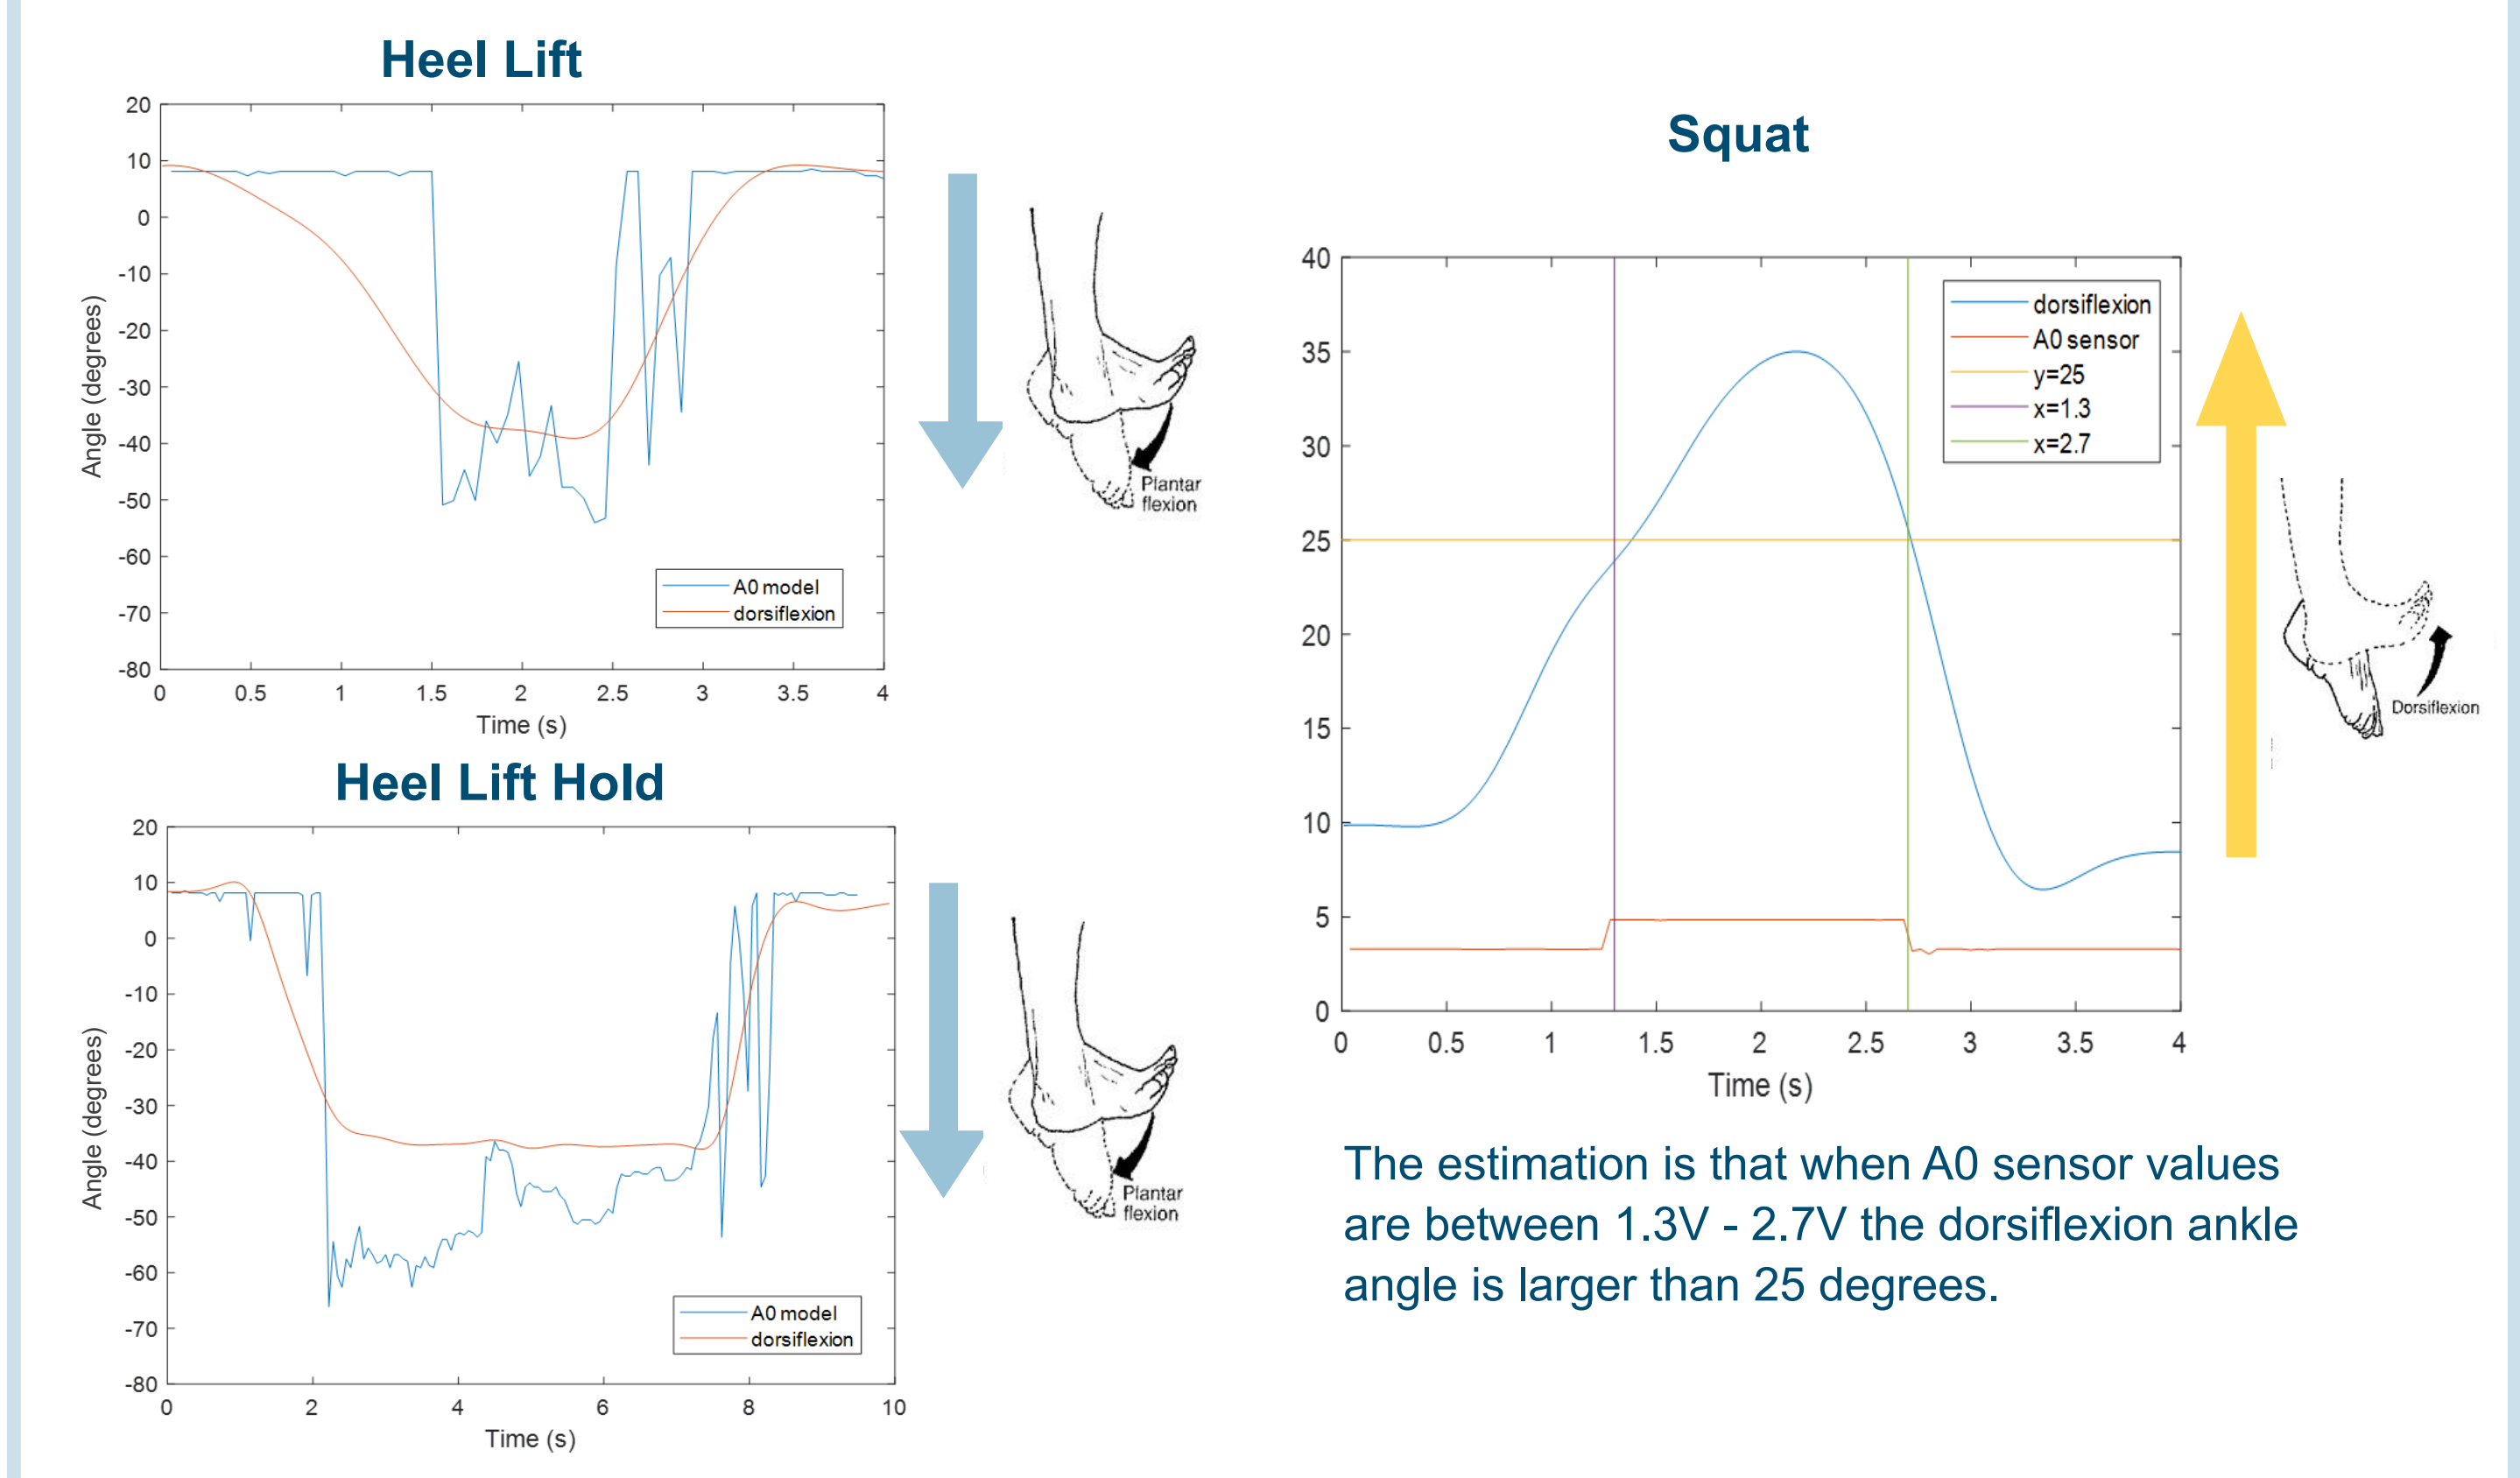 Heel Lift
20
10
0
-10
-20
-30
-40
-50
-60
-70
-80
Angle (degrees)
A0 model
dorsiflexion
0 0.5 1 1.5 2 2.5 3 3.5 4
Time (s)
Plantar
flexion
Heel Lift Hold
20
10
0
-10
-20
-30
-40
-50
-60
-70
-80
Angle (degrees)
A0 model
dorsiflexion
0 2 4 6 8 10
Time (s)
Plantar
flexion
Squat
40
35
30
25
20
15
10
5
0
dorsiflexion
A0 sensor
y=25
x=1.3
x=2.7
0 0.5 1 1.5 2 2.5 3 3.5 4
Time (s)
Dorsiflexion
The estimation is that when A0 sensor values
are between 1.3V - 2.7V the dorsiflexion ankle
angle is larger than 25 degrees.